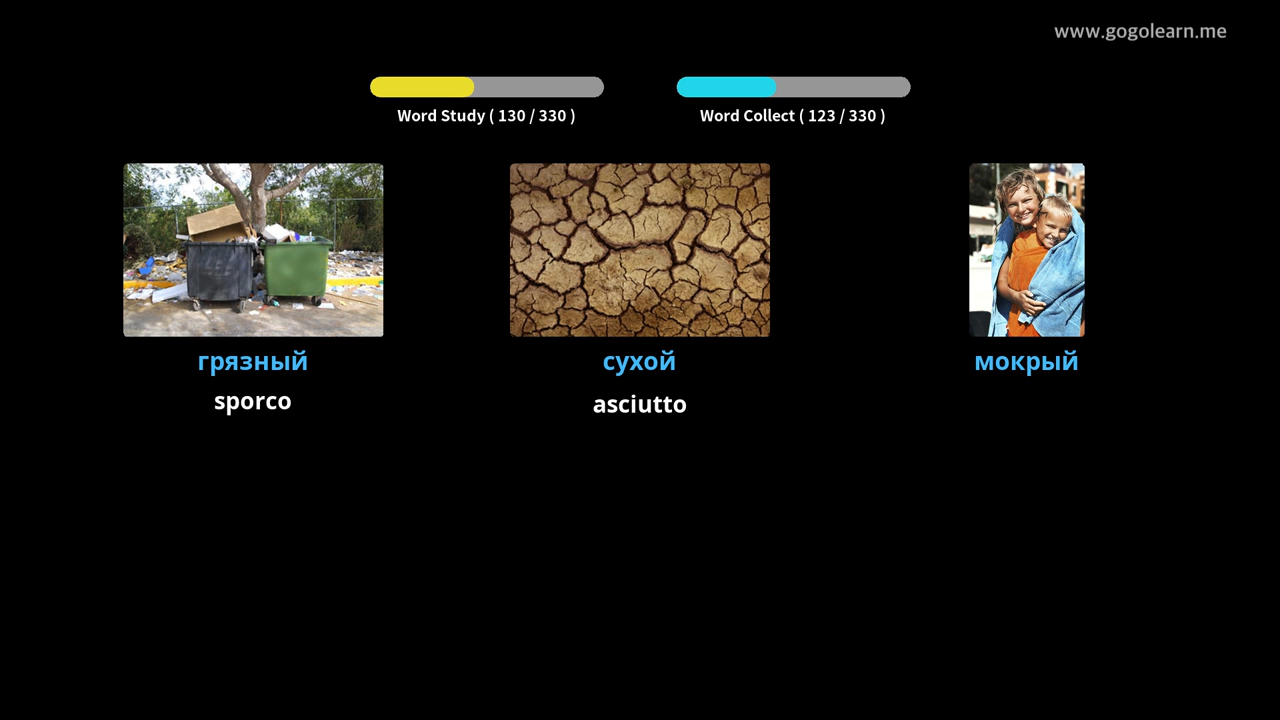 www.gogolearn.me
Word Study ( 130 / 330 )
Word Collect ( 123 / 330 )
грязный
сухой
мокрый
sporco
asciutto